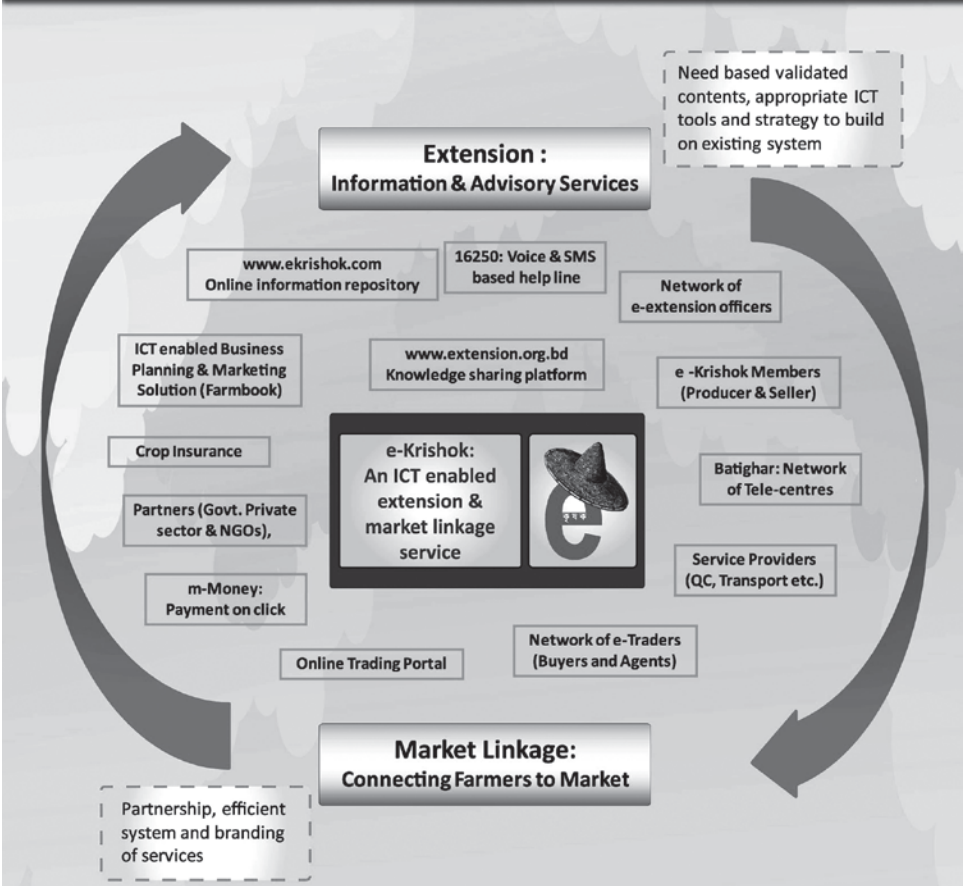 Need based validated
contents, appropriate ICT
tools and strategy to build
on existing system
Extension :
Information & Advisory Services
www.ekrishok.com
Online information repository
16250: Voice & SMS
based help line
Network of
e-extension officers
ICT enabled Business
Planning & Marketing
Solution (Farmbook)
www.extension.org.bd
Knowledge sharing platform
e -Krishok Members
(Producer & Seller)
Crop Insurance
e-Krishok:
An ICT enabled
extension &
market linkage
service
e
কৃষক
Batighar: Network
of Tele-centres
Partners (Govt. Private
sector & NGOs),
Service Providers
(QC, Transport etc.)
m-Money:
Payment on click
Network of e-Traders
(Buyers and Agents)
Online Trading Portal
Market Linkage:
Connecting Farmers to Market
Partnership, efficient
system and branding
of services